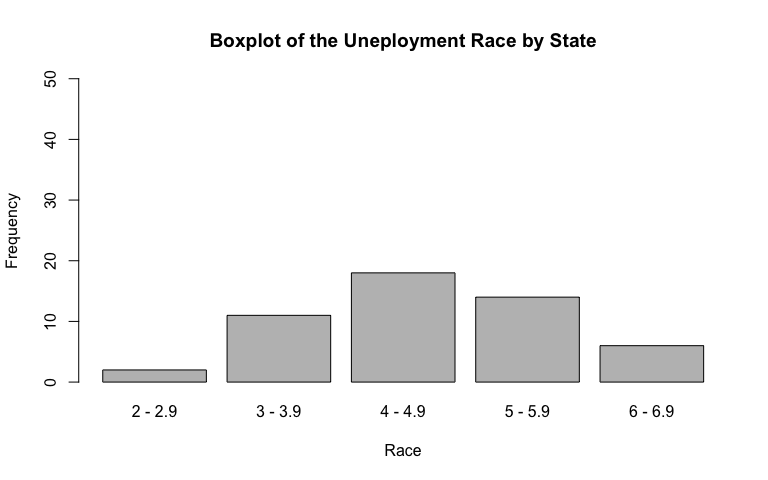 Boxplot of the Uneployment Race by State
50
40
30
20
10
0
Frequency
2 - 2.9
3 - 3.9
4 - 4.9
5 - 5.9
6 - 6.9
Race